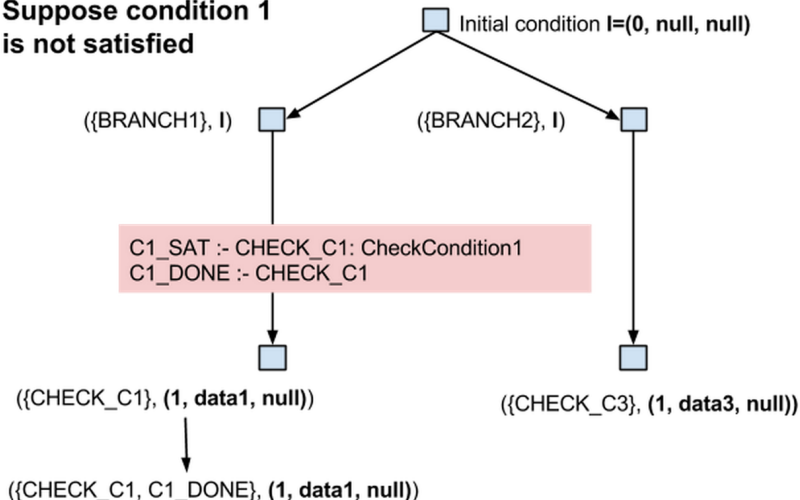 Suppose condition 1
is not satisfied
Initial condition I=(0, null, null)
({BRANCH1}, I)
({BRANCH2}, I)
C1_SAT :- CHECK_C1: CheckCondition1
C1_DONE :- CHECK_C1
({CHECK_C1}, (1, data1, null))
({CHECK_C3}, (1, data3, null))
({CHECK_C1, C1_DONE}, (1, data1, null))